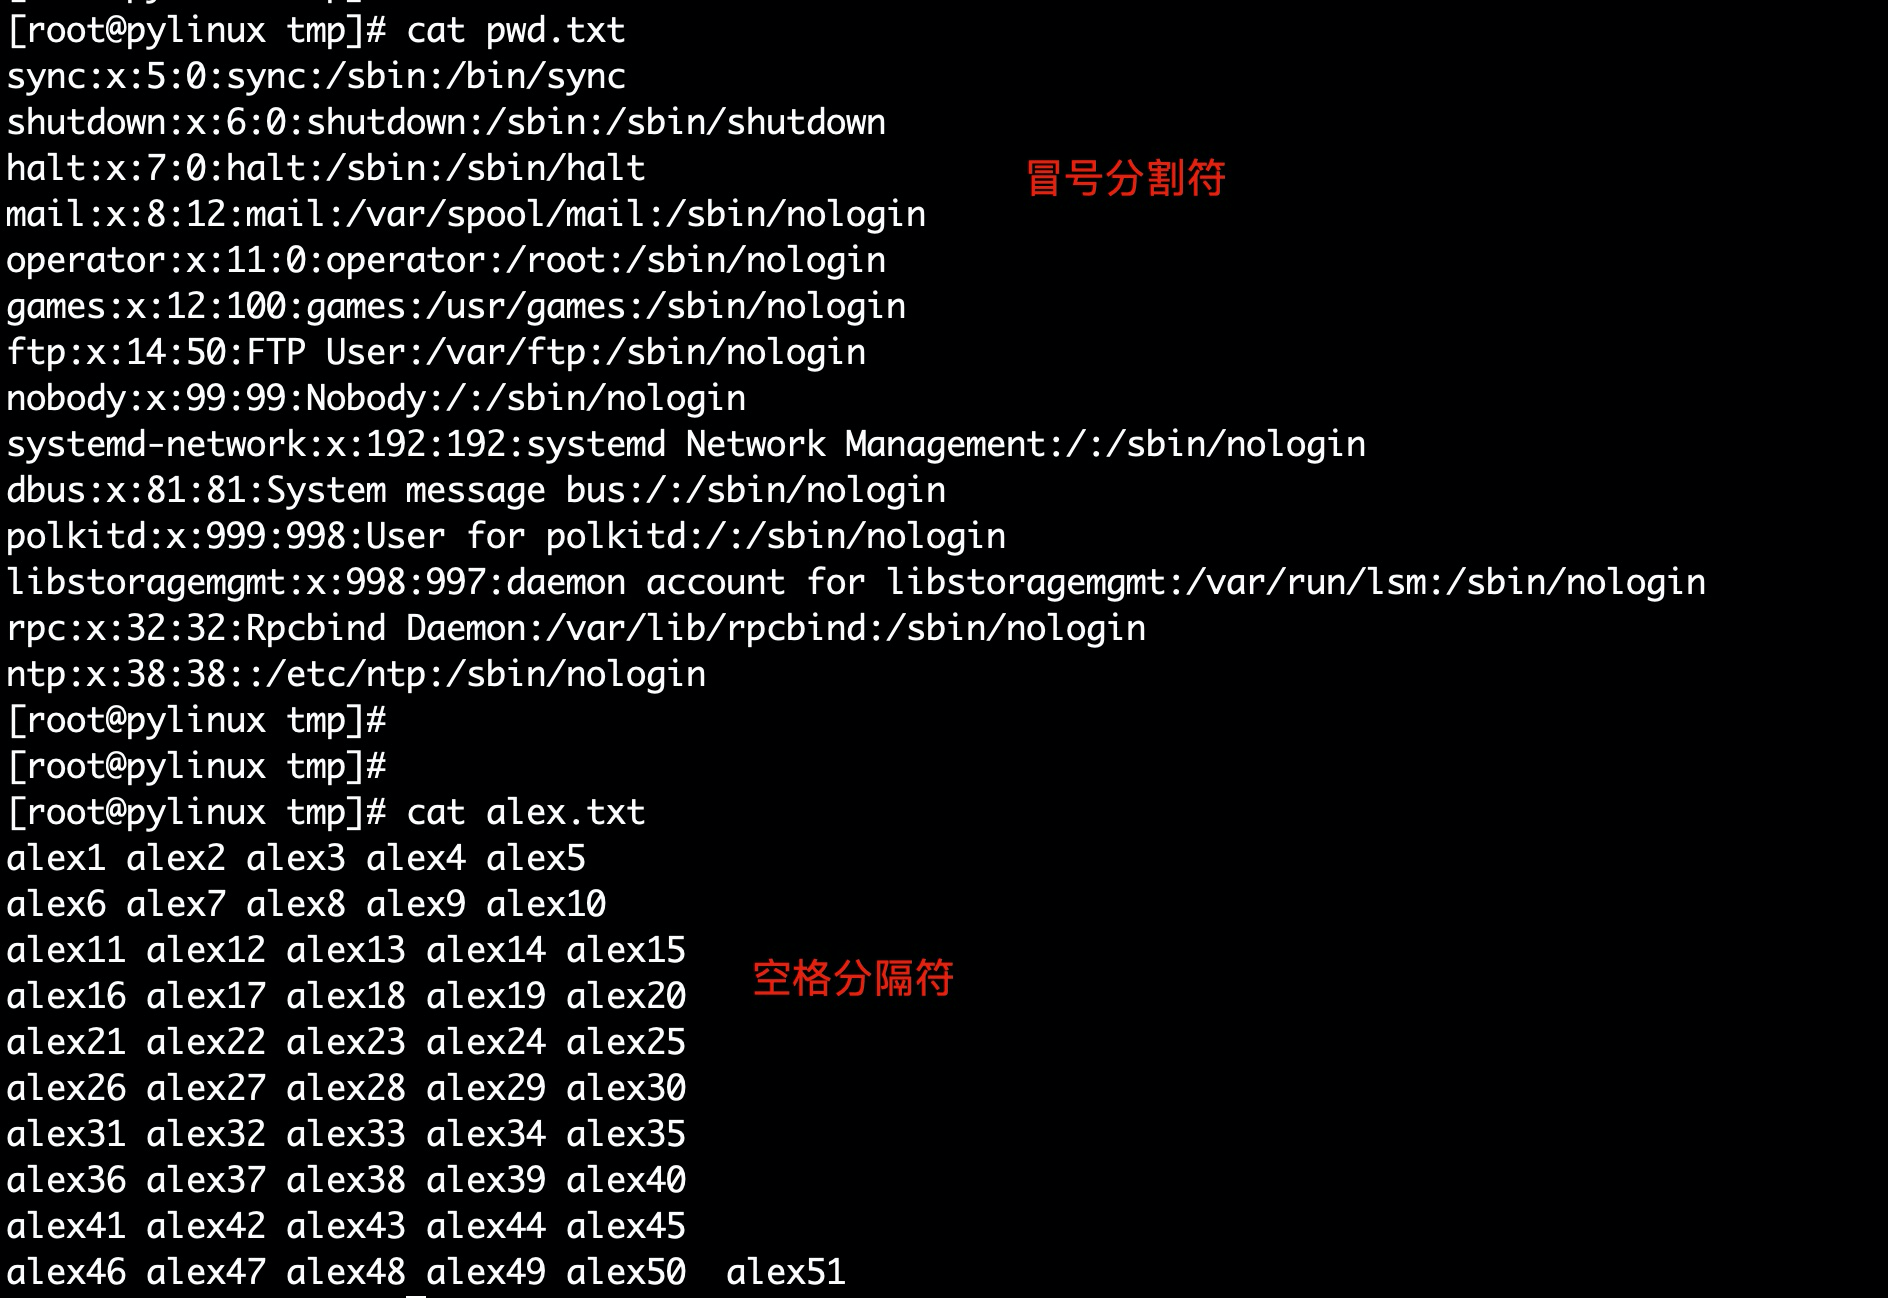 [root@pylinux tmp]# cat pwd.txt
sync:x:5:0:sync:/sbin:/bin/sync
shutdown:x:6:0:shutdown:/sbin:/sbin/shutdown
halt:x:7:0:halt:/sbin:/sbin/halt
冒号分割符
mail:x:8:12:mail:/var/spool/mail:/sbin/nologin
operator:x:11:0:operator:/root:/sbin/nologin
games:x:12:100:games:/usr/games:/sbin/nologin
ftp:x:14:50:FTP User:/var/ftp:/sbin/nologin
nobody:x:99:99:Nobody:/:/sbin/nologin
systemd-network:x:192:192:systemd Network Management:/:/sbin/nologin
dbus:x:81:81:System message bus:/:/sbin/nologin
polkitd:x:999:998:User for polkitd:/:/sbin/nologin
libstoragemgmt:x:998:997:daemon account for libstoragemgmt:/var/run/lsm:/sbin/nologin
rpc:x:32:32:Rpcbind Daemon:/var/lib/rpcbind:/sbin/nologin
ntp:x:38:38::/etc/ntp:/sbin/nologin
[root@pylinux tmp]#
[root@pylinux tmp]#
[root@pylinux tmp]# cat alex.txt
alex1 alex2 alex3 alex4 alex5
alex6 alex7 alex8 alex9 alex10
alex11 alex12 alex13 alex14 alex15
空格分隔符
alex16 alex17 alex18 alex19 alex20
alex21 alex22 alex23 alex24 alex25
alex26 alex27 alex28 alex29 alex30
alex31 alex32 alex33 alex34 alex35
alex36 alex37 alex38 alex39 alex40
alex41 alex42 alex43 alex44 alex45
alex46 alex47 alex48 alex49 alex50  alex51